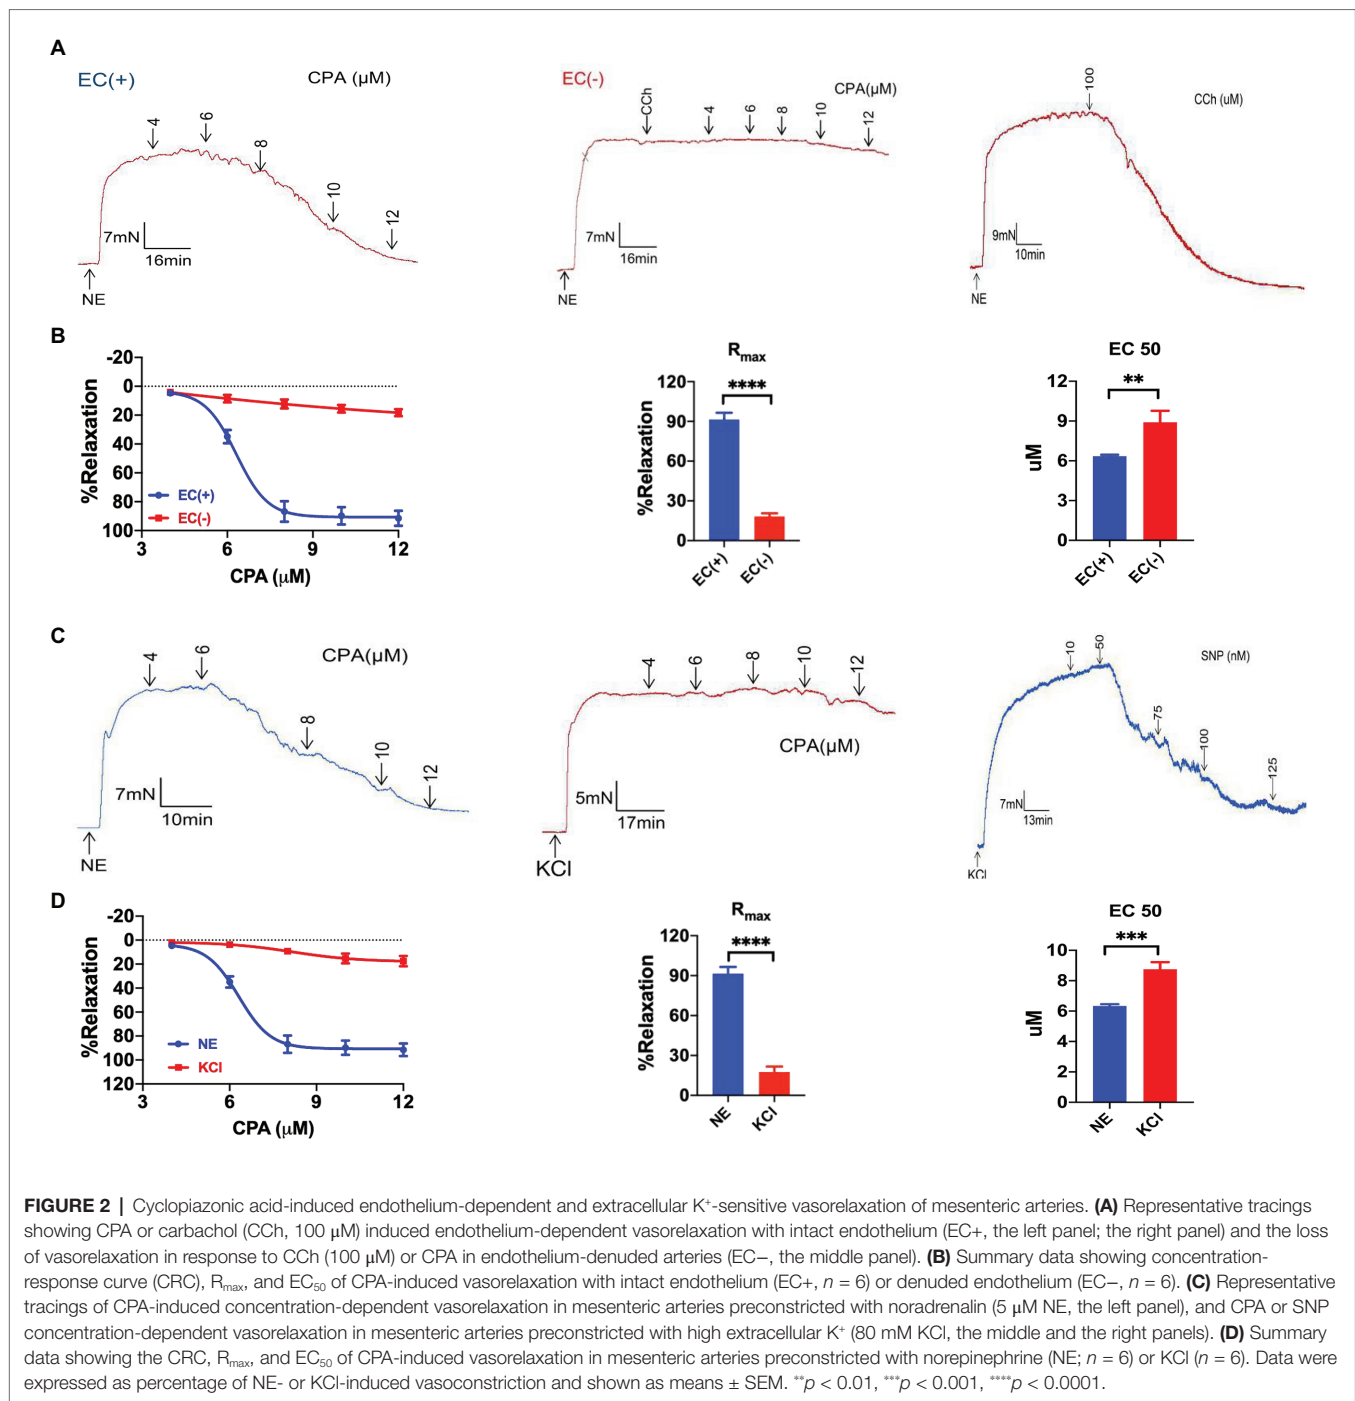 A
EC(+)
CPA (µM)
4
6
8
10
12
7mN
16min
NE
EC(-)
CPA(µM)
CCh
4
6
8
10
12
7mN
16min
NE
100
CCh (uM)
9mN
10min
NE
B
-20
0
20
40
60
80
100
%Relaxation
EC(+)
EC(-)
3
6
9
12
CPA (µM)
Rmax
120
90
60
30
0
%Relaxation
****
EC(+)
EC(-)
EC 50
12
9
6
3
0
uM
**
EC(+)
EC(-)
C
CPA(µM)
4
6
8
10
12
7mN
10min
NE
4
6
8
10
12
CPA(µM)
5mN
17min
KCl
10
50
75
100
125
SNP (nM)
7mN
13min
KCl
D
-20
0
20
40
60
80
100
120
%Relaxation
NE
KCl
3
6
9
12
CPA (µM)
Rmax
120
90
60
30
0
%Relaxation
****
NE
KCl
EC 50
10
8
6
4
2
0
uM
***
NE
KCl
FIGURE 2 | Cyclopiazonic acid-induced endothelium-dependent and extracellular K⁺-sensitive vasorelaxation of mesenteric arteries. (A) Representative tracings
showing CPA or carbachol (CCh, 100 μM) induced endothelium-dependent vasorelaxation with intact endothelium (EC+, the left panel; the right panel) and the loss
of vasorelaxation in response to CCh (100 μM) or CPA in endothelium-denuded arteries (EC−, the middle panel). (B) Summary data showing concentration-
response curve (CRC), Rmax, and EC50 of CPA-induced vasorelaxation with intact endothelium (EC+, n = 6) or denuded endothelium (EC−, n = 6). (C) Representative
tracings of CPA-induced concentration-dependent vasorelaxation in mesenteric arteries preconstricted with noradrenalin (5 μM NE, the left panel), and CPA or SNP
concentration-dependent vasorelaxation in mesenteric arteries preconstricted with high extracellular K⁺ (80 mM KCl, the middle and the right panels). (D) Summary
data showing the CRC, Rmax, and EC50 of CPA-induced vasorelaxation in mesenteric arteries preconstricted with norepinephrine (NE; n = 6) or KCl (n = 6). Data were
expressed as percentage of NE- or KCl-induced vasoconstriction and shown as means ± SEM. **p < 0.01, ***p < 0.001, ****p < 0.0001.